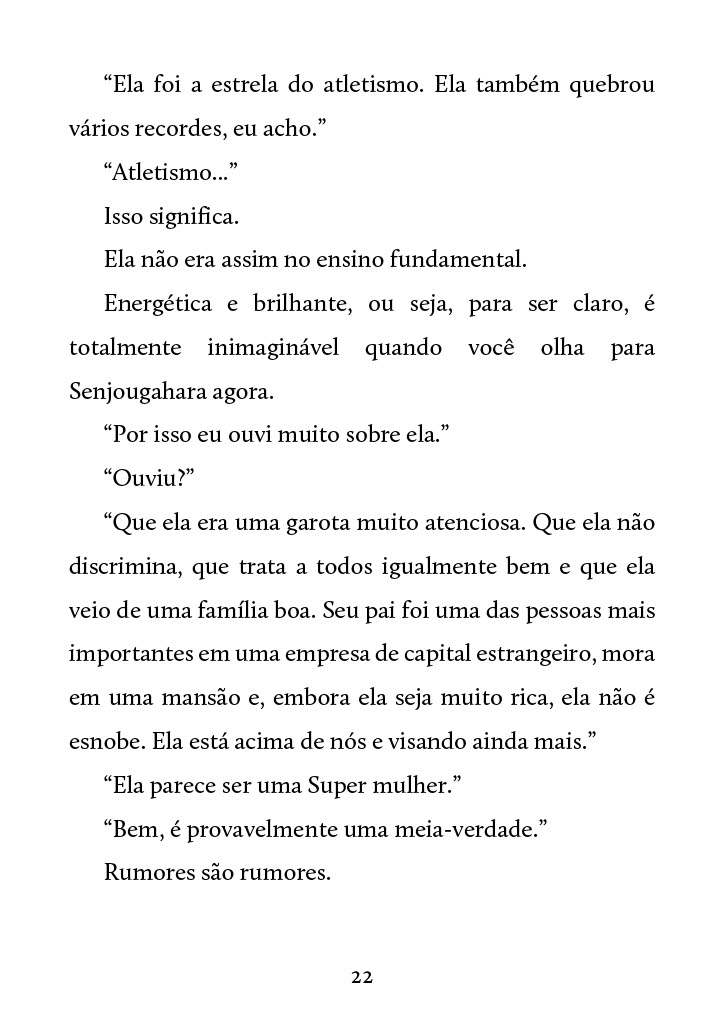 “Ela foi a estrela do atletismo. Ela também quebrou
vários recordes, eu acho.”
“Atletismo...”
Isso significa.
Ela não era assim no ensino fundamental.
Energética e brilhante, ou seja, para ser claro, é
totalmente inimaginável quando você olha para
Senjougahara agora.
“Por isso eu ouvi muito sobre ela.”
“Ouviu?”
“Que ela era uma garota muito atenciosa. Que ela não
discrimina, que trata a todos igualmente bem e que ela
veio de uma família boa. Seu pai foi uma das pessoas mais
importantes em uma empresa de capital estrangeiro, mora
em uma mansão e, embora ela seja muito rica, ela não é
esnobe. Ela está acima de nós e visando ainda mais.”
“Ela parece ser uma Super mulher.”
“Bem, é provavelmente uma meia-verdade.”
Rumores são rumores.
22